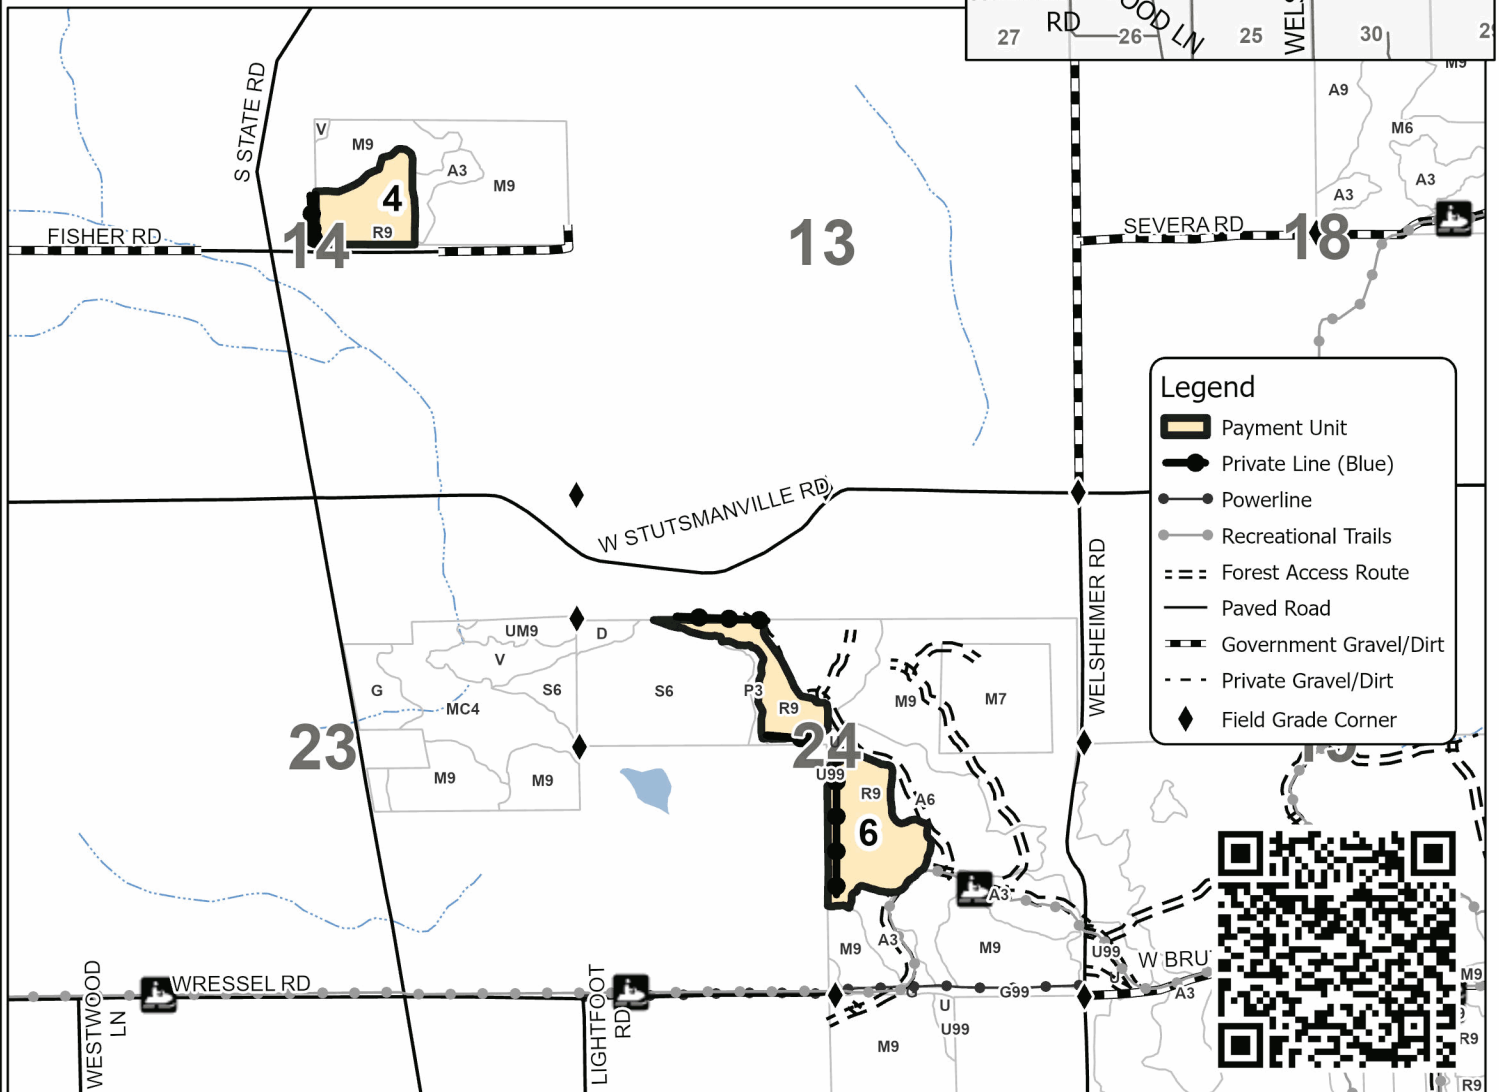 RD
OOD LN
27
26
25
30
WELS
S STATE RD
V
M9
A3
M9
4
R9
FISHER RD
14
13
A9
M9
M6
A3
A3
SEVERA RD
18
W STUTSMANVILLE RD
D
WELSHEIMER RD
Legend
Payment Unit
Private Line (Blue)
Powerline
Recreational Trails
Forest Access Route
Paved Road
Government Gravel/Dirt
Private Gravel/Dirt
Field Grade Corner
UM9
D
V
G
S6
S6
P3
MC4
R9
M9
M7
23
24
U
U99
M9
M9
R9
A6
6
A3
M9
A3
M9
U99
W BRU
A3
M9
WRESSEL RD
WESTWOOD
LN
LIGHTFOOT
RD
G
G99
U
U99
M9
R9
R9